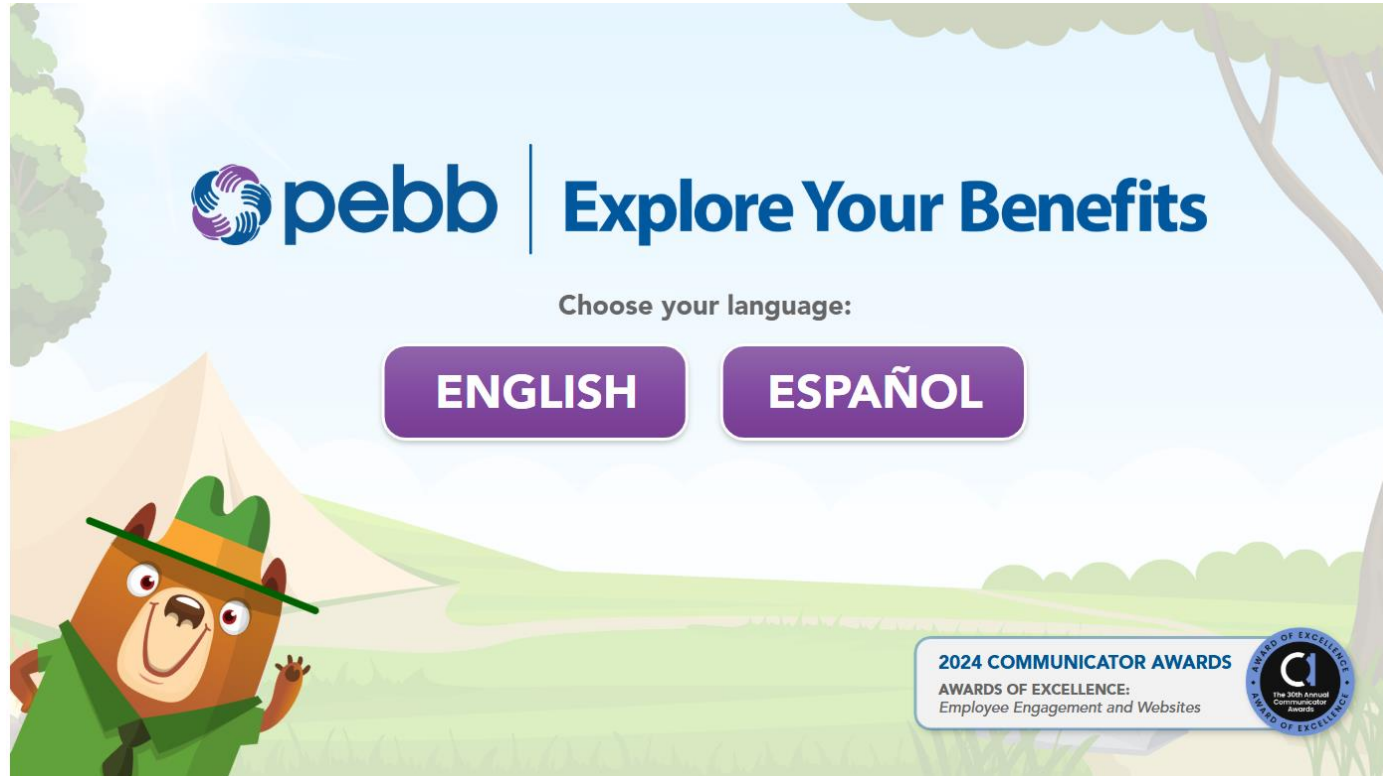 pebb
Explore Your Benefits
Choose your language:
ENGLISH
ESPAÑOL
2024 COMMUNICATOR AWARDS
AWARDS OF EXCELLENCE:
Employee Engagement and Websites
AWARD OF EXCELLENCE
The 30th Annual
Communicator
Awards
AWARD OF EXCELLENCE